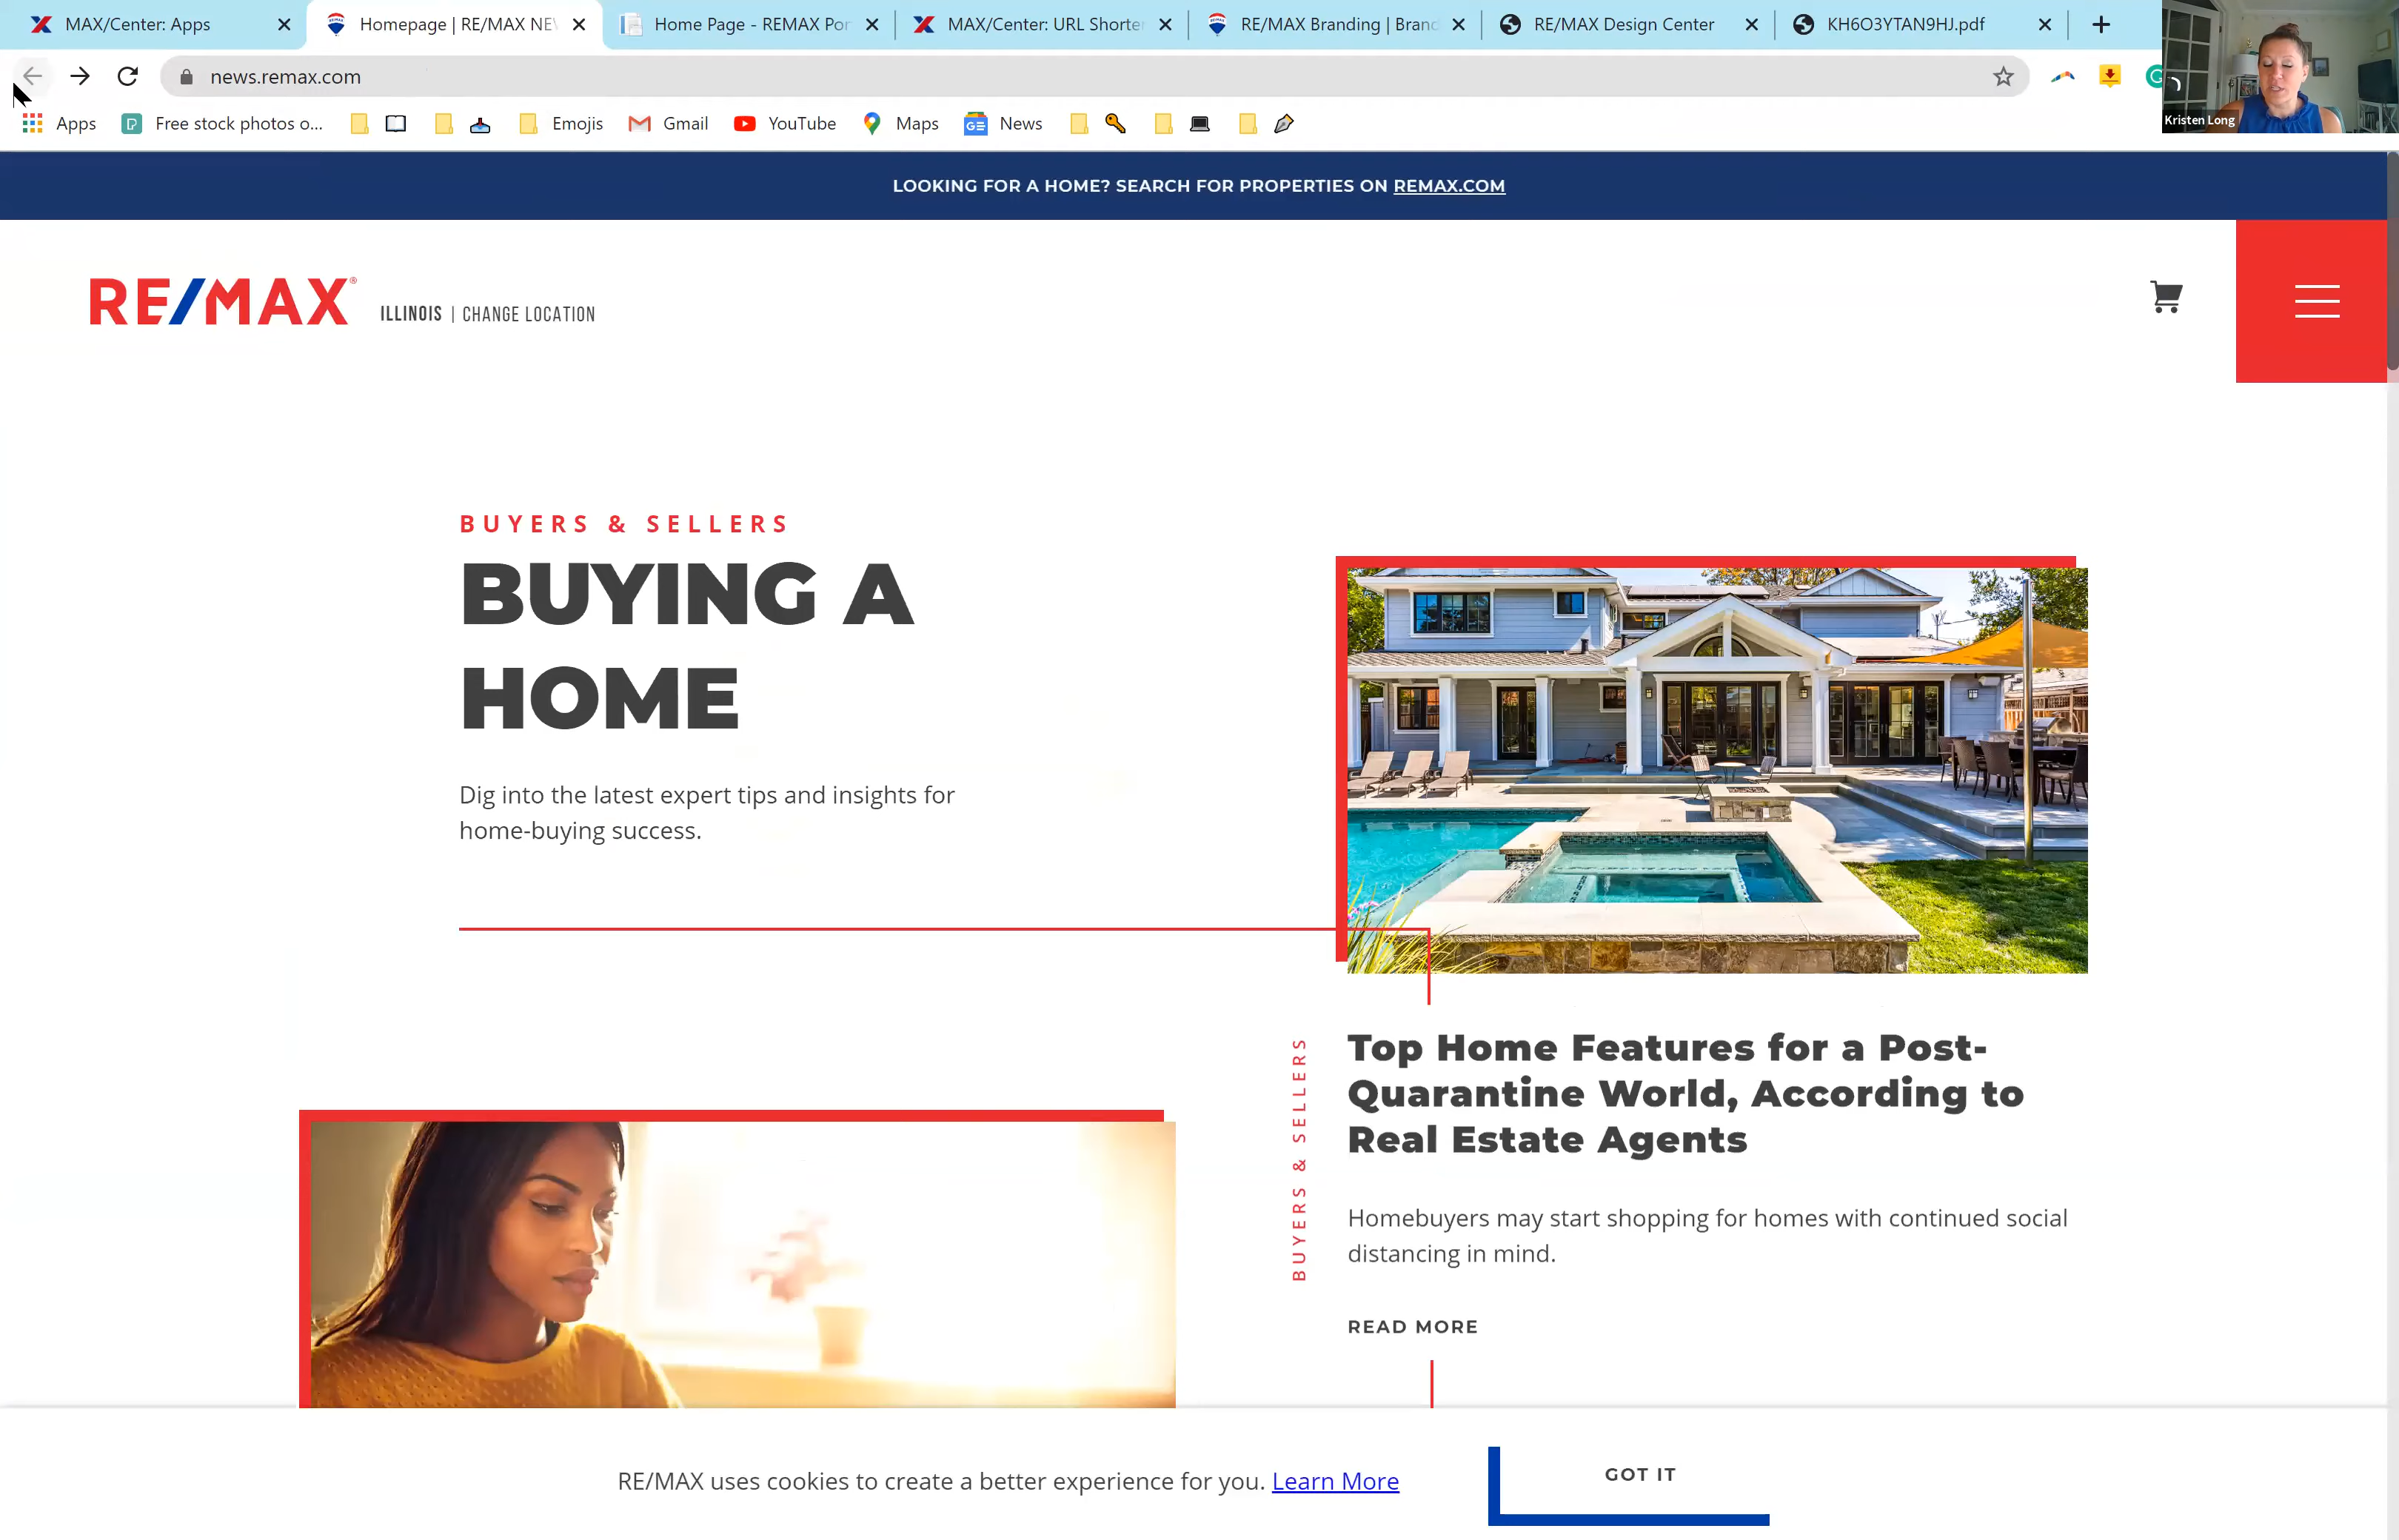 MAX/Center: Apps
Homepage | RE/MAX NEV
Home Page - REMAX Por
MAX/Center: URL Shorter
RE/MAX Branding | Brand
RE/MAX Design Center
KH6O3YTAN9HJ.pdf
news.remax.com
Apps
Free stock photos o...
Emojis
Gmail
YouTube
Maps
News
Kristen Long
LOOKING FOR A HOME? SEARCH FOR PROPERTIES ON REMAX.COM
RE/MAX®
ILLINOIS | CHANGE LOCATION
BUYERS & SELLERS
BUYING A
HOME
Dig into the latest expert tips and insights for
home-buying success.
BUYERS & SELLERS
Top Home Features for a Post-
Quarantine World, According to
Real Estate Agents
Homebuyers may start shopping for homes with continued social
distancing in mind.
READ MORE
RE/MAX uses cookies to create a better experience for you. Learn More
GOT IT